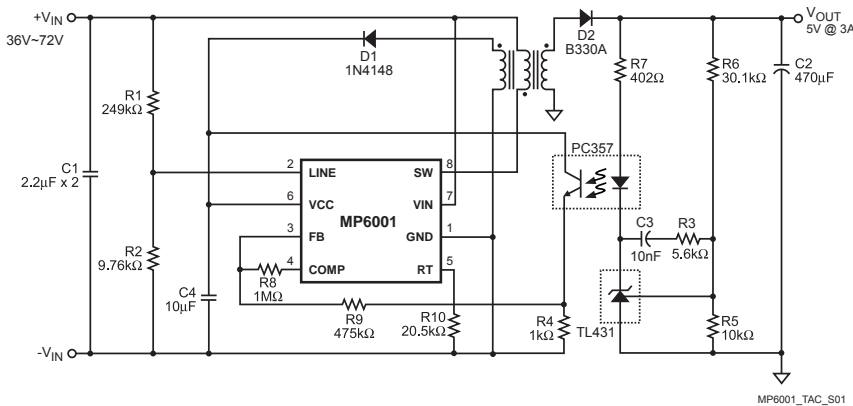 +VIN
36V~72V
D1
1N4148
D2
B330A
VOUT
5V @ 3A
R1
249kΩ
R7
402Ω
R6
30.1kΩ
C2
470μF
PC357
C1
2.2μF x 2
2
LINE
SW
8
6
VCC
VIN
7
MP6001
3
FB
GND
1
4
COMP
RT
5
R2
9.76kΩ
C3
10nF
R3
5.6kΩ
R8
1MΩ
C4
10μF
R9
475kΩ
R10
20.5kΩ
R4
1kΩ
TL431
R5
10kΩ
-VIN
MP6001_TAC_S01